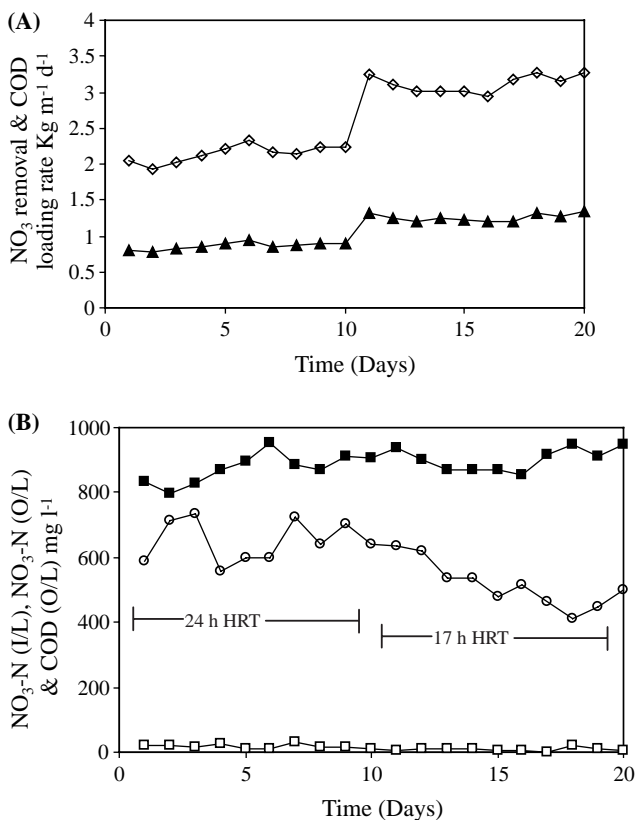 (A)
NO₃ removal & COD
loading rate Kg m⁻¹ d⁻¹
4
3.5
3
2.5
2
1.5
1
0.5
0
0 5 10 15 20
Time (Days)
(B)
NO₃-N (I/L), NO₃-N (O/L)
& COD (O/L) mg l⁻¹
1000
800
600
400
200
0
24 h HRT
17 h HRT
0 5 10 15 20
Time (Days)